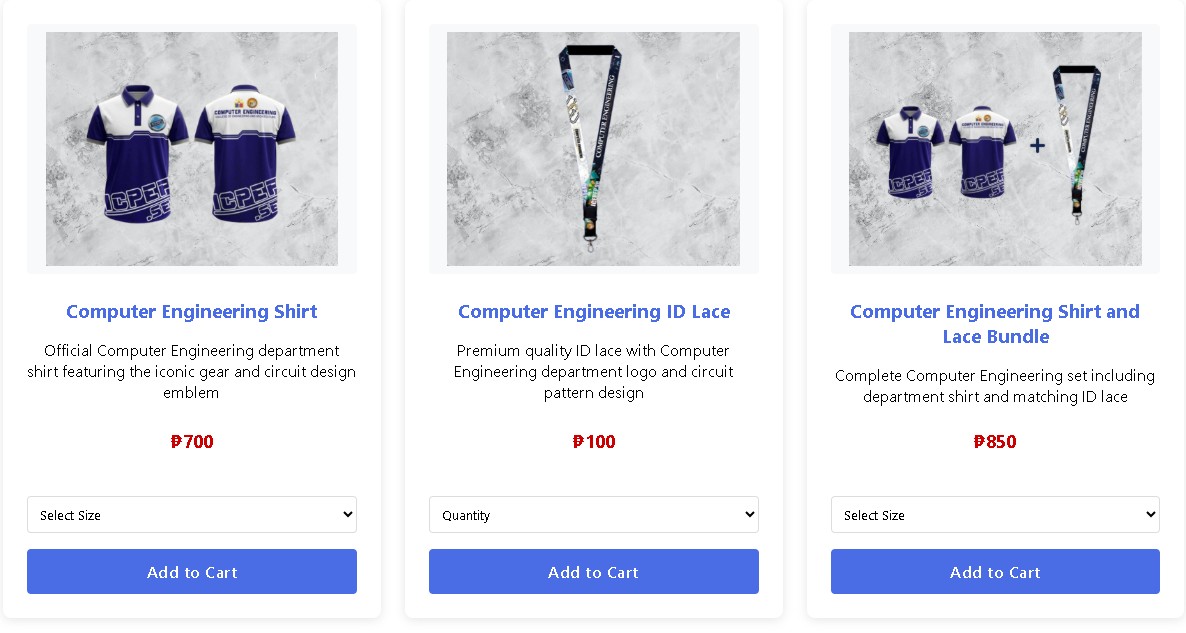 COMPUTER ENGINEERING
ICPEP
.SE
ICPEP
.SE
Computer Engineering Shirt
Official Computer Engineering department
shirt featuring the iconic gear and circuit design
emblem
₱700
Select Size
Add to Cart
COMPUTER ENGINEERING
Computer Engineering ID Lace
Premium quality ID lace with Computer
Engineering department logo and circuit
pattern design
₱100
Quantity
Add to Cart
COMPUTER ENGINEERING
ICPEP
.SE
ICPEP
.SE
+
COMPUTER ENGINEERING
Computer Engineering Shirt and
Lace Bundle
Complete Computer Engineering set including
department shirt and matching ID lace
₱850
Select Size
Add to Cart